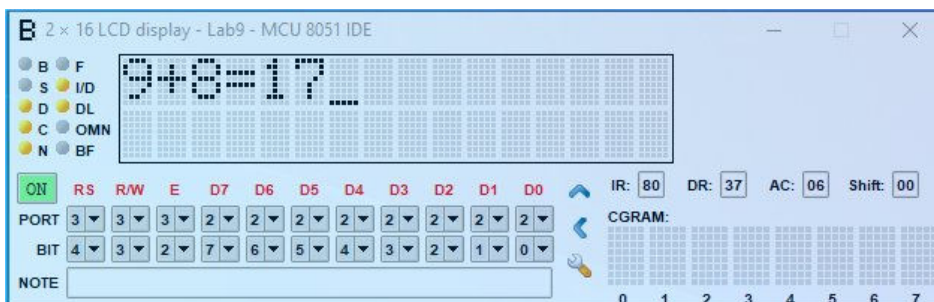 B 2 × 16 LCD display - Lab9 - MCU 8051 IDE
9+8=17_
B F
S I/D
D DL
C OMN
N BF
ON RS R/W E D7 D6 D5 D4 D3 D2 D1 D0
PORT 3 3 3 2 2 2 2 2 2 2 2
BIT 4 3 2 7 6 5 4 3 2 1 0
NOTE
IR: 80 DR: 37 AC: 06 Shift: 00
CGRAM:
0 1 2 3 4 5 6 7